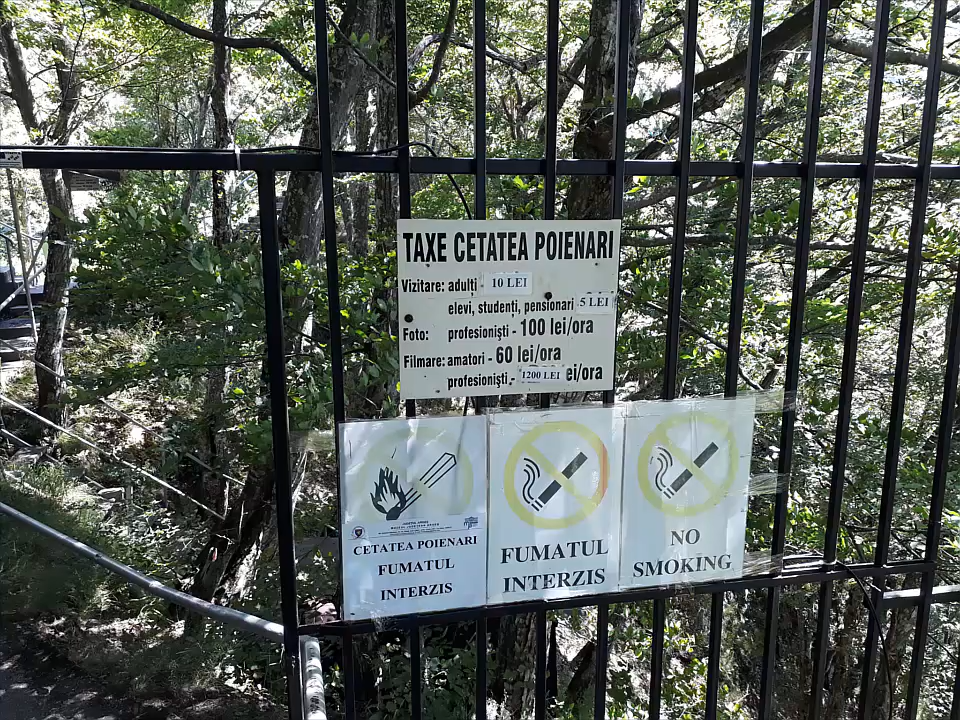 TAXE CETATEA POIENARI
Vizitare: adulți 10 LEI
elevi, studenți, pensionari 5 LEI
Foto: profesioniști - 100 lei/ora
Filmare: amatori - 60 lei/ora
profesioniști - 1200 LEI ei/ora
CETATEA POIENARI
FUMATUL
INTERZIS
FUMATUL
INTERZIS
NO
SMOKING